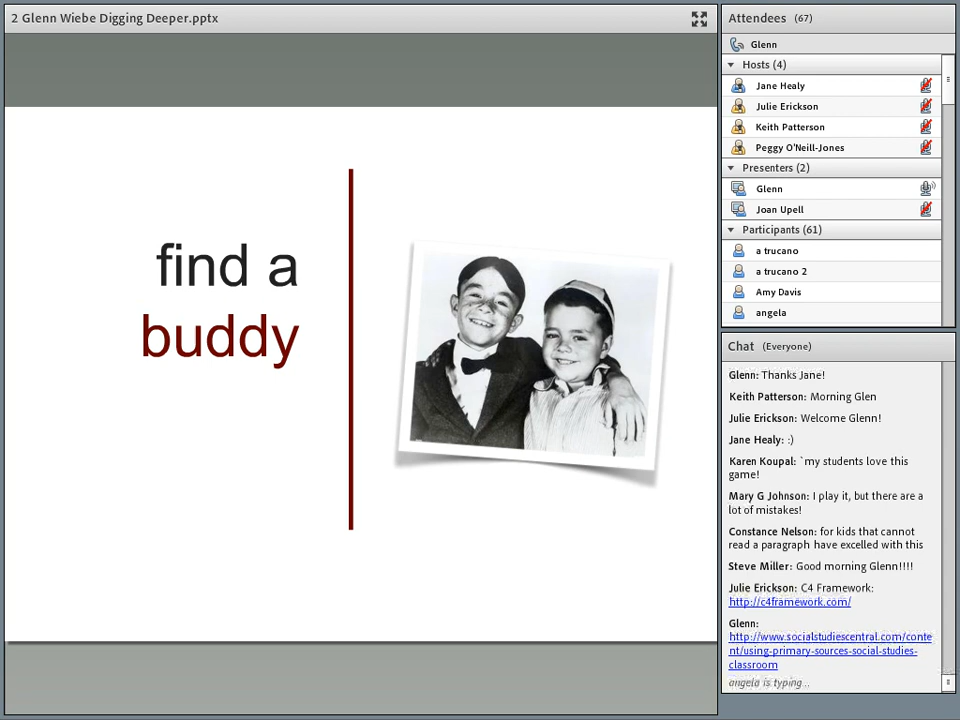 2 Glenn Wiebe Digging Deeper.pptx
find a
buddy
Attendees (67)
Glenn
Hosts (4)
Jane Healy
Julie Erickson
Keith Patterson
Peggy O'Neill-Jones
Presenters (2)
Glenn
Joan Upell
Participants (61)
a trucano
a trucano 2
Amy Davis
angela
Chat (Everyone)
Glenn: Thanks Jane!
Keith Patterson: Morning Glen
Julie Erickson: Welcome Glenn!
Jane Healy: :)
Karen Koupal: `my students love this
game!
Mary G Johnson: I play it, but there are a
lot of mistakes!
Constance Nelson: for kids that cannot
read a paragraph have excelled with this
Steve Miller: Good morning Glenn!!!!
Julie Erickson: C4 Framework:
http://c4framework.com/
Glenn:
http://www.socialstudiescentral.com/conte
nt/using-primary-sources-social-studies-
classroom
angela is typing...